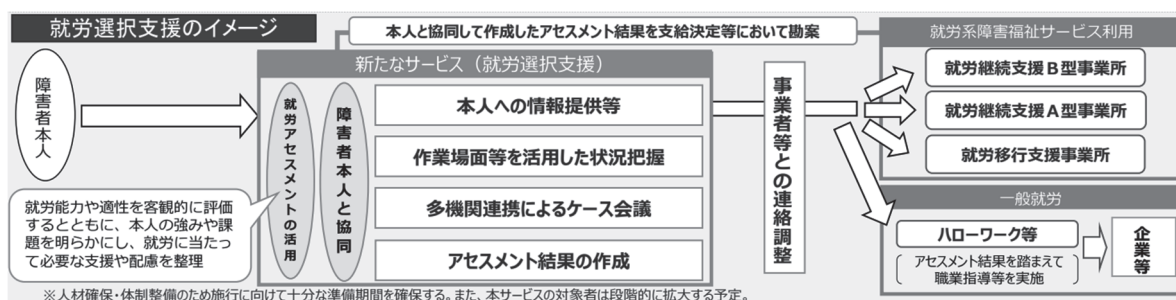 就労選択支援のイメージ
本人と協同して作成したアセスメント結果を支給決定等において勘案
障害者本人
新たなサービス（就労選択支援）
就労アセスメントの活用
障害者本人と協同
本人への情報提供等
作業場面等を活用した状況把握
多機関連携によるケース会議
アセスメント結果の作成
就労能力や適性を客観的に評価
するとともに、本人の強みや課
題を明らかにし、就労に当たっ
て必要な支援や配慮を整理
事業者等との連絡調整
就労系障害福祉サービス利用
就労継続支援Ｂ型事業所
就労継続支援Ａ型事業所
就労移行支援事業所
一般就労
ハローワーク等
アセスメント結果を踏まえて
職業指導等を実施
企業等
※人材確保・体制整備のため施行に向けて十分な準備期間を確保する。また、本サービスの対象者は段階的に拡大する予定。